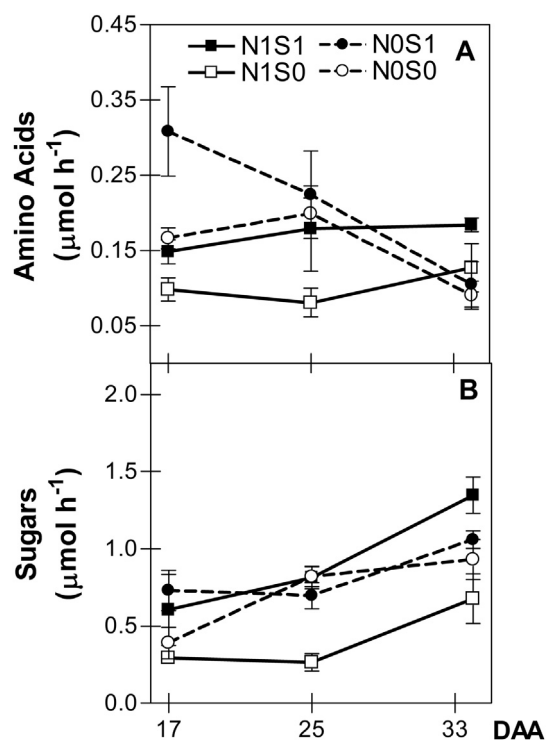 0.45
N1S1 N0S1 A
N1S0 N0S0
0.35
0.25
0.15
0.05
Amino Acids
(μmol h⁻¹)
B
2.0
1.5
1.0
0.5
0.0
Sugars
(μmol h⁻¹)
17 25 33 DAA